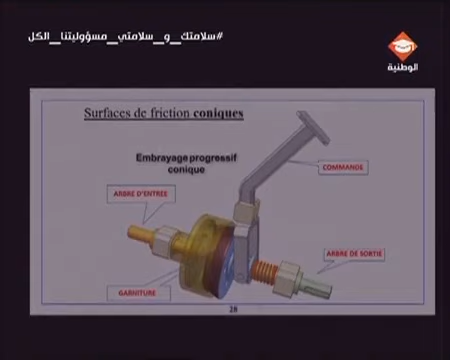 #سلامتك_و_سلامتي_مسؤوليتنا_الكل
الوطنية
Surfaces de friction coniques
Embrayage progressif
conique
COMMANDE
ARBRE D'ENTREE
ARBRE DE SORTIE
GARNITURE
28